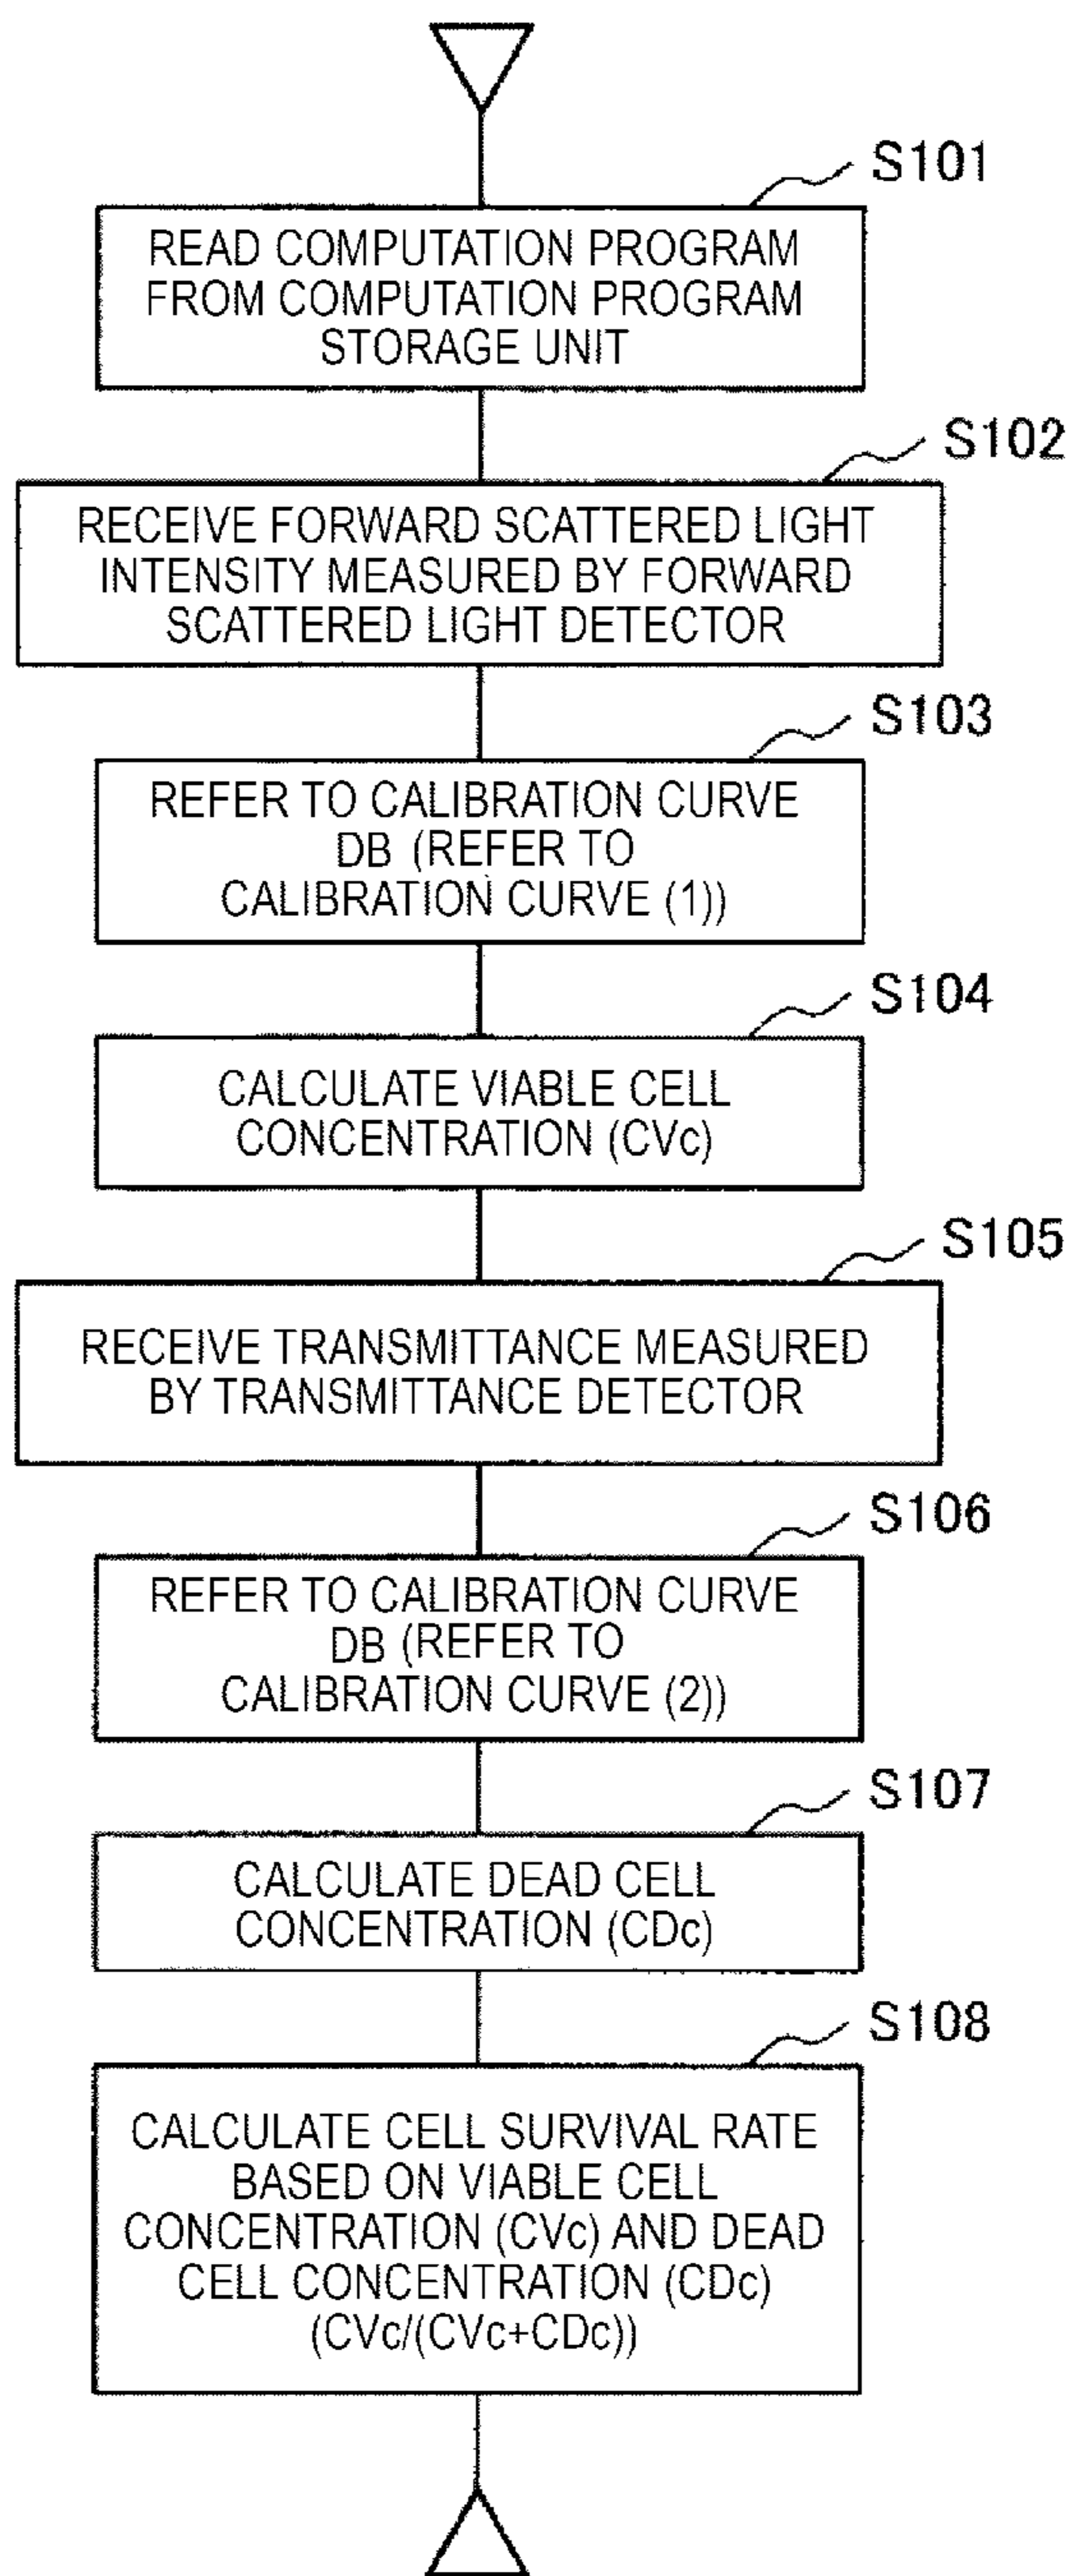 S101
READ COMPUTATION PROGRAM
FROM COMPUTATION PROGRAM
STORAGE UNIT
S102
RECEIVE FORWARD SCATTERED LIGHT
INTENSITY MEASURED BY FORWARD
SCATTERED LIGHT DETECTOR
S103
REFER TO CALIBRATION CURVE
DB (REFER TO
CALIBRATION CURVE (1))
S104
CALCULATE VIABLE CELL
CONCENTRATION (CVc)
S105
RECEIVE TRANSMITTANCE MEASURED
BY TRANSMITTANCE DETECTOR
S106
REFER TO CALIBRATION CURVE
DB (REFER TO
CALIBRATION CURVE (2))
S107
CALCULATE DEAD CELL
CONCENTRATION (CDc)
S108
CALCULATE CELL SURVIVAL RATE
BASED ON VIABLE CELL
CONCENTRATION (CVc) AND DEAD
CELL CONCENTRATION (CDc)
(CVc/(CVc+CDc))